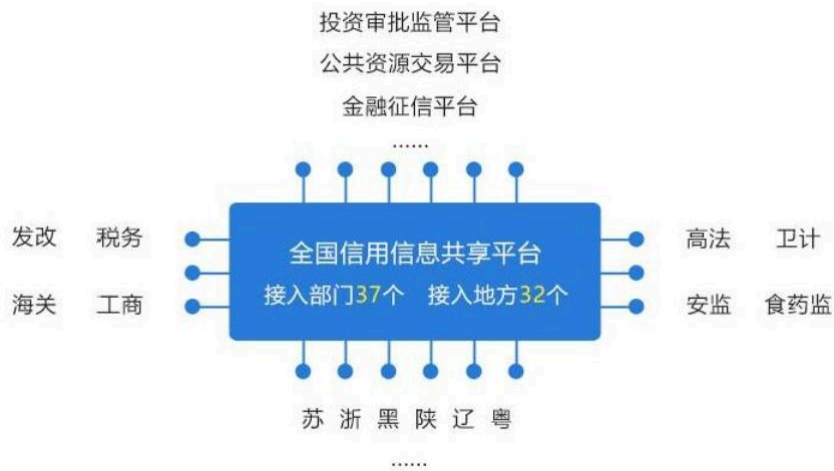 投资审批监管平台
公共资源交易平台
金融征信平台
......
发改 税务
海关 工商
全国信用信息共享平台
接入部门37个 接入地方32个
高法 卫计
安监 食药监
苏 浙 黑 陕 辽 粤
......